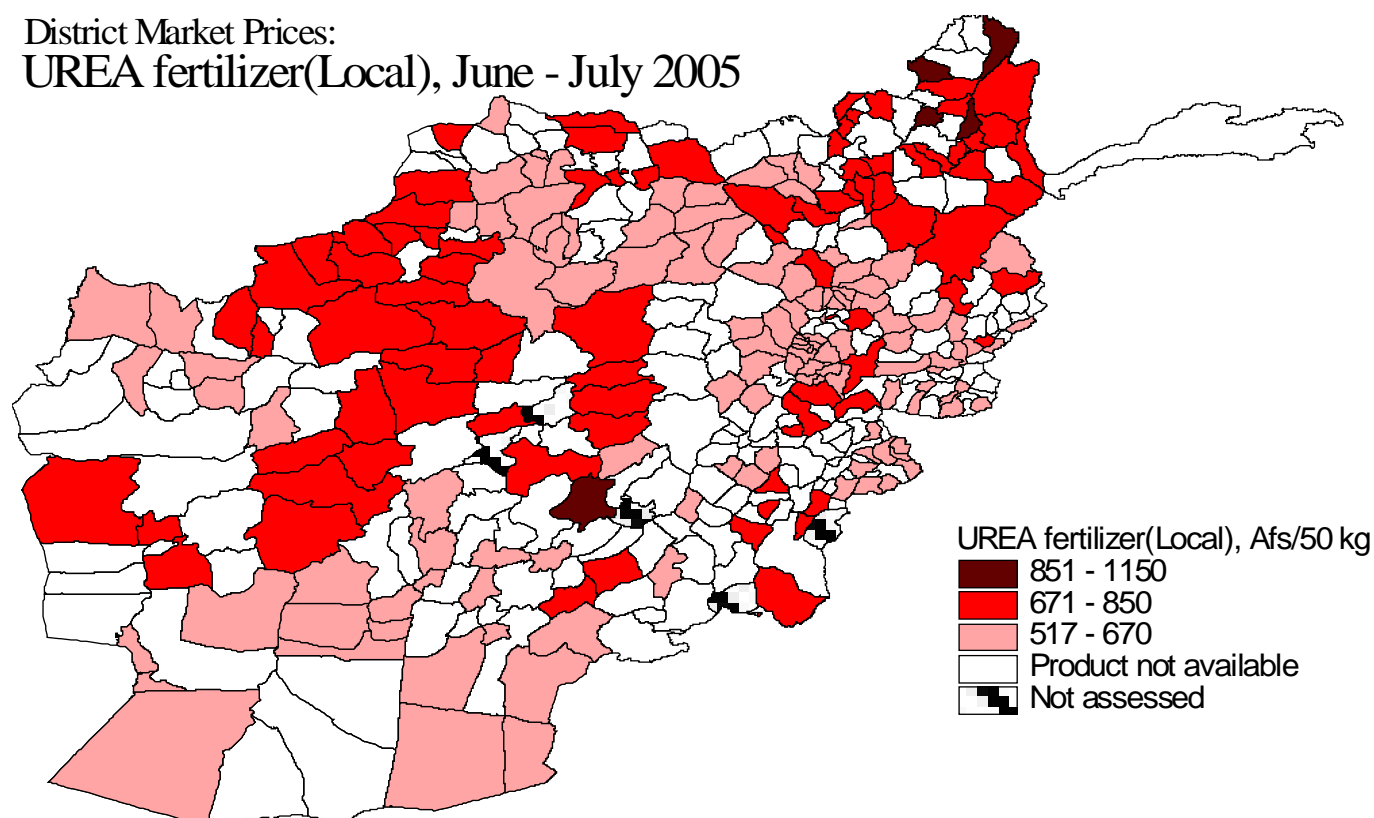 District Market Prices:
UREA fertilizer(Local), June - July 2005
UREA fertilizer(Local), Afs/50 kg
851 - 1150
671 - 850
517 - 670
Product not available
Not assessed